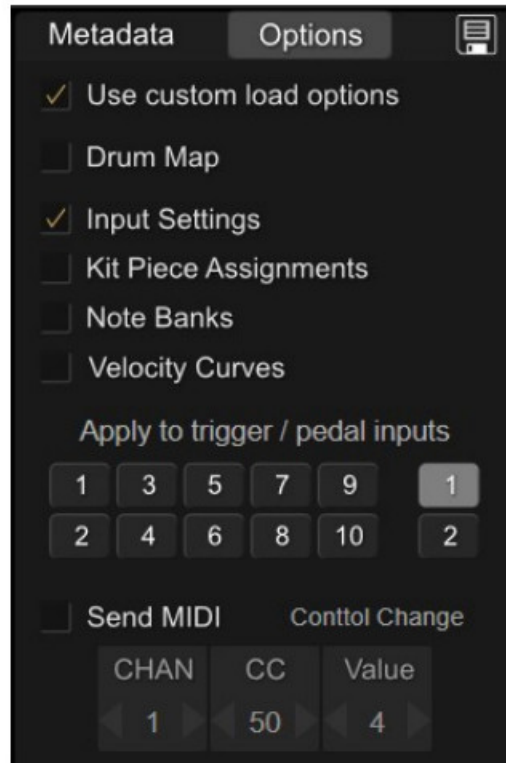 Metadata Options
Use custom load options
Drum Map
Input Settings
Kit Piece Assignments
Note Banks
Velocity Curves
Apply to trigger / pedal inputs
1 3 5 7 9 1
2 4 6 8 10 2
Send MIDI Conttol Change
CHAN CC Value
1 50 4